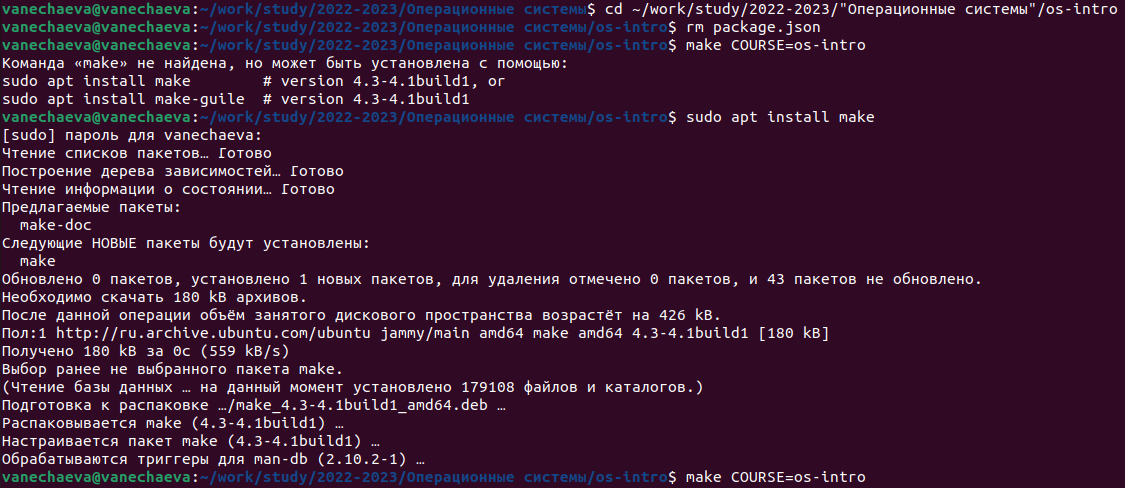 vanechaeva@vanechaeva:~/work/study/2022-2023/Операционные системы$ cd ~/work/study/2022-2023/"Операционные системы"/os-intro
vanechaeva@vanechaeva:~/work/study/2022-2023/Операционные системы/os-intro$ rm package.json
vanechaeva@vanechaeva:~/work/study/2022-2023/Операционные системы/os-intro$ make COURSE=os-intro
Команда «make» не найдена, но может быть установлена с помощью:
sudo apt install make        # version 4.3-4.1build1, or
sudo apt install make-guile  # version 4.3-4.1build1
vanechaeva@vanechaeva:~/work/study/2022-2023/Операционные системы/os-intro$ sudo apt install make
[sudo] пароль для vanechaeva:
Чтение списков пакетов… Готово
Построение дерева зависимостей… Готово
Чтение информации о состоянии… Готово
Предлагаемые пакеты:
  make-doc
Следующие НОВЫЕ пакеты будут установлены:
  make
Обновлено 0 пакетов, установлено 1 новых пакетов, для удаления отмечено 0 пакетов, и 43 пакетов не обновлено.
Необходимо скачать 180 kB архивов.
После данной операции объём занятого дискового пространства возрастёт на 426 kB.
Пол:1 http://ru.archive.ubuntu.com/ubuntu jammy/main amd64 make amd64 4.3-4.1build1 [180 kB]
Получено 180 kB за 0с (559 kB/s)
Выбор ранее не выбранного пакета make.
(Чтение базы данных … на данный момент установлено 179108 файлов и каталогов.)
Подготовка к распаковке …/make_4.3-4.1build1_amd64.deb …
Распаковывается make (4.3-4.1build1) …
Настраивается пакет make (4.3-4.1build1) …
Обрабатываются триггеры для man-db (2.10.2-1) …
vanechaeva@vanechaeva:~/work/study/2022-2023/Операционные системы/os-intro$ make COURSE=os-intro